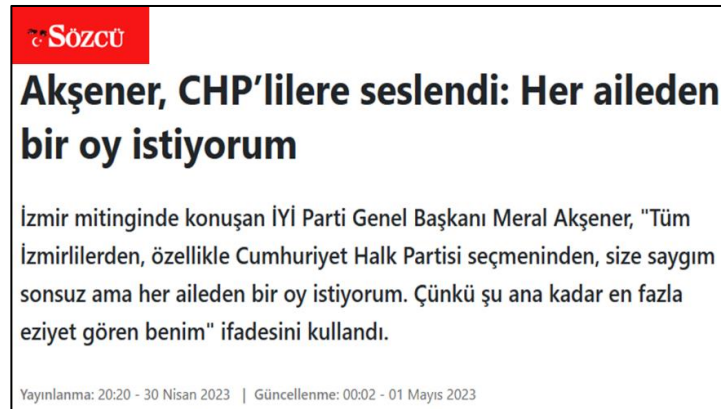 SÖZCÜ
Akşener, CHP’lilere seslendi: Her aileden
bir oy istiyorum
İzmir mitinginde konuşan İYİ Parti Genel Başkanı Meral Akşener, "Tüm
İzmirlilerden, özellikle Cumhuriyet Halk Partisi seçmeninden, size saygım
sonsuz ama her aileden bir oy istiyorum. Çünkü şu ana kadar en fazla
eziyet gören benim" ifadesini kullandı.
Yayınlanma: 20:20 - 30 Nisan 2023 | Güncellenme: 00:02 - 01 Mayıs 2023